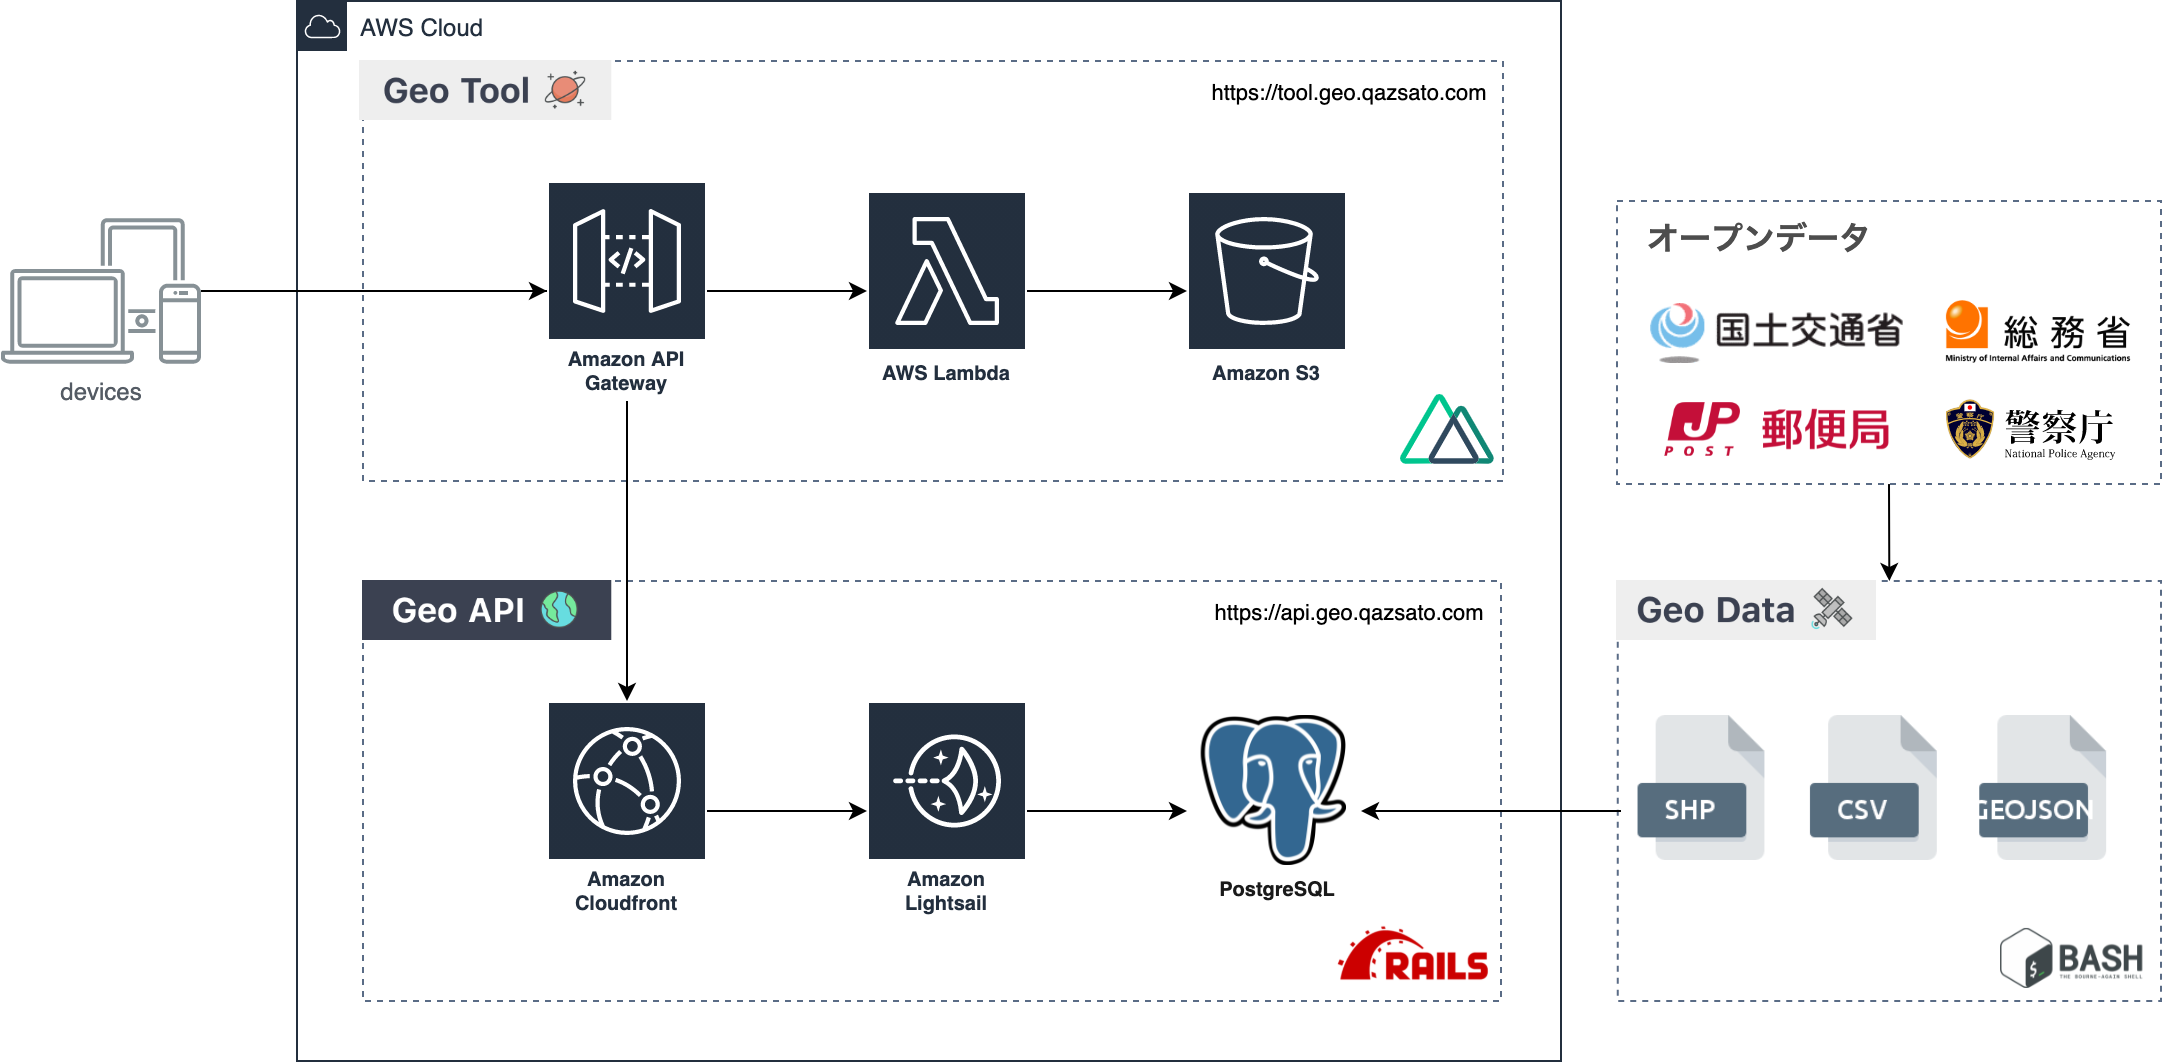 AWS Cloud
Geo Tool
https://tool.geo.qazsato.com
</>
Amazon API
Gateway
AWS Lambda
Amazon S3
devices
オープンデータ
国土交通省
総務省
Ministry of Internal Affairs and Communications
JP
POST
郵便局
警察庁
警察庁
National Police Agency
Geo API
https://api.geo.qazsato.com
Amazon
Cloudfront
Amazon
Lightsail
PostgreSQL
RAILS
Geo Data
SHP
CSV
GEOJSON
$_
BASH
THE BOURNE-AGAIN SHELL